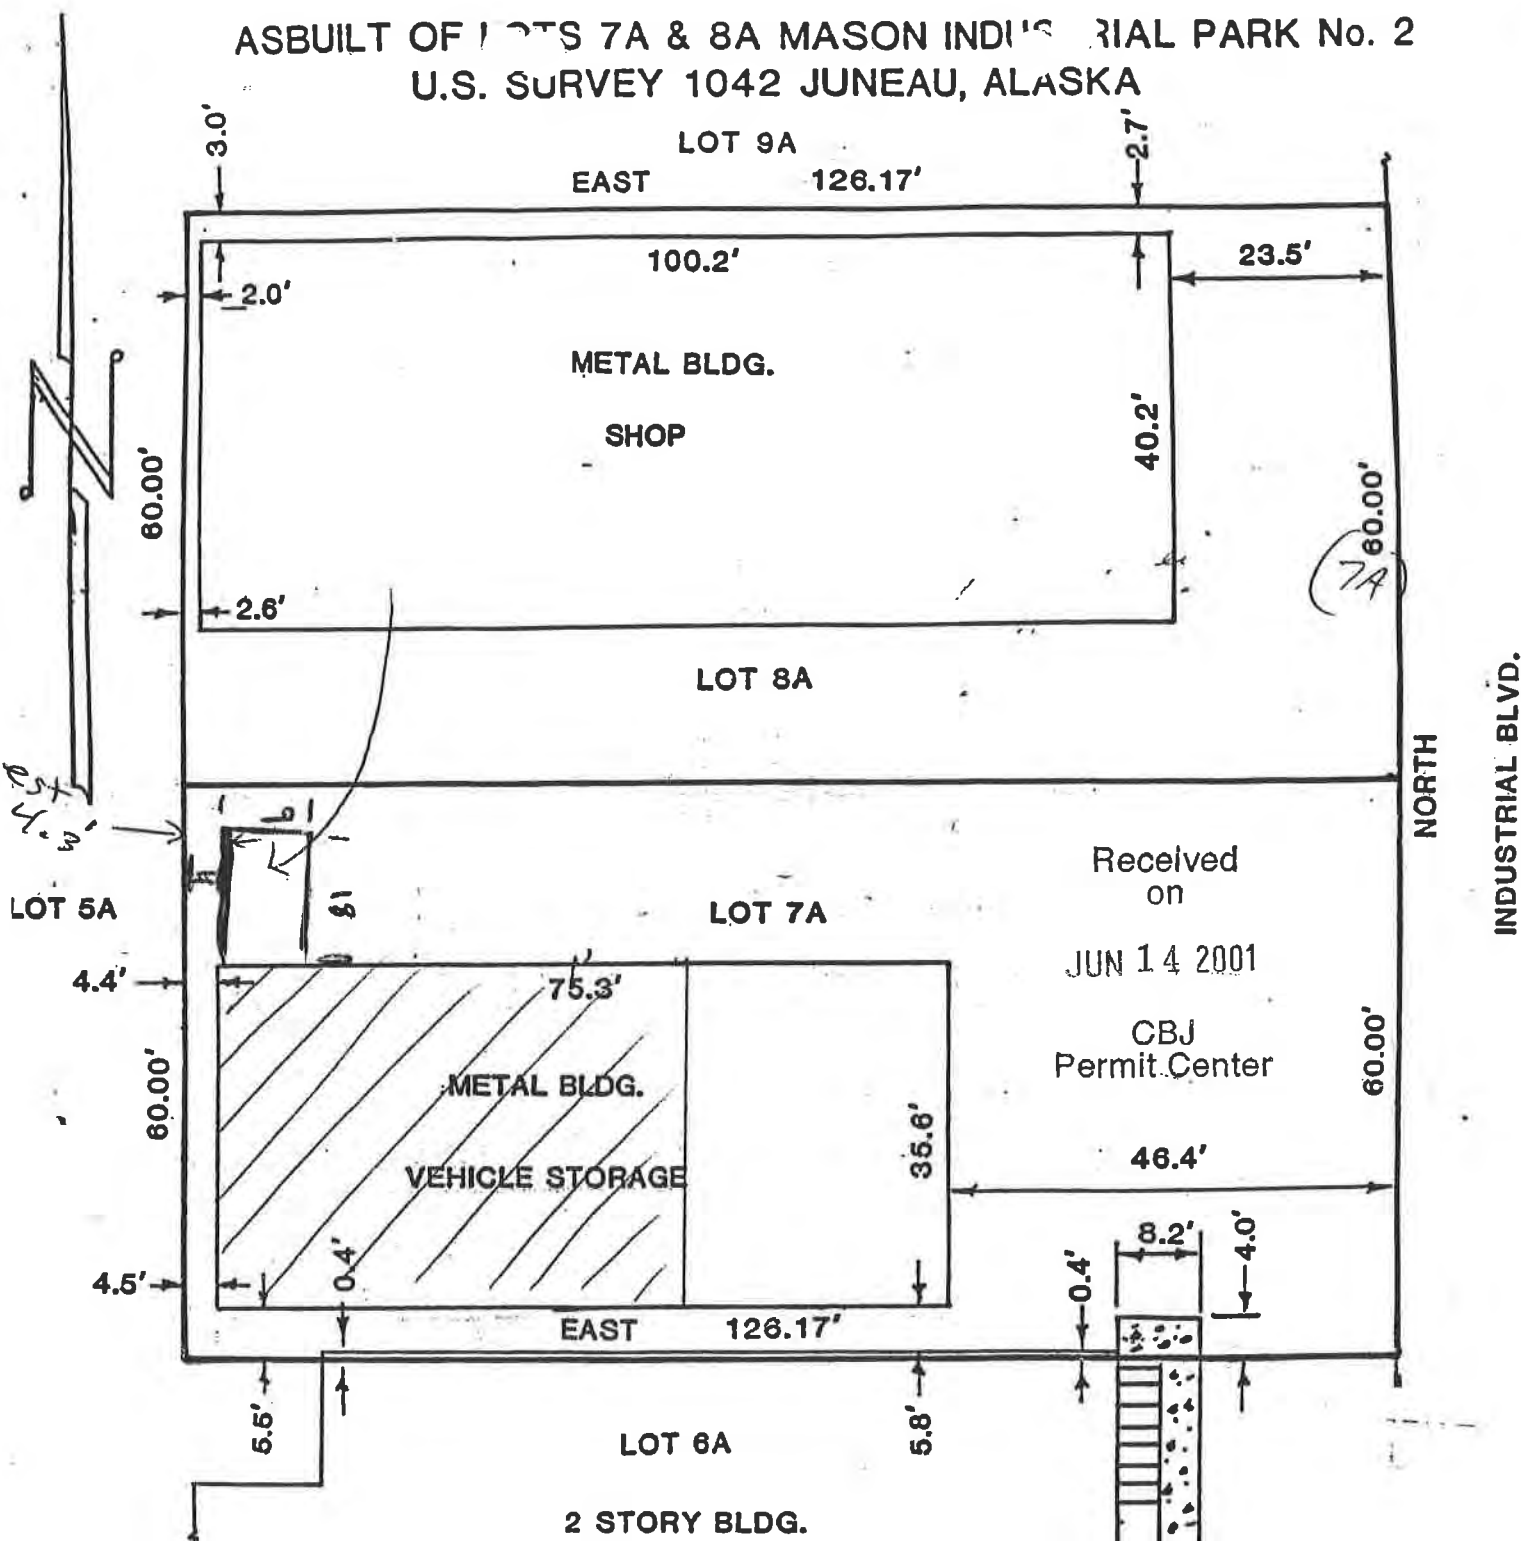 ASBUILT OF LOTS 7A & 8A MASON INDUSTRIAL PARK No. 2
U.S. SURVEY 1042 JUNEAU, ALASKA
LOT 9A
3.0'
EAST 126.17'
2.7'
100.2'
23.5'
2.0'
METAL BLDG.
SHOP
40.2'
60.00'
60.00'
7A
2.6'
LOT 8A
NORTH
INDUSTRIAL BLVD.
LOT 5A
18
LOT 7A
Received
on
JUN 14 2001
CBJ
Permit Center
4.4'
75.3'
60.00'
METAL BLDG.
VEHICLE STORAGE
35.6'
60.00'
46.4'
4.5'
0.4'
8.2'
4.0'
0.4'
EAST 126.17'
5.5'
LOT 6A
5.8'
2 STORY BLDG.